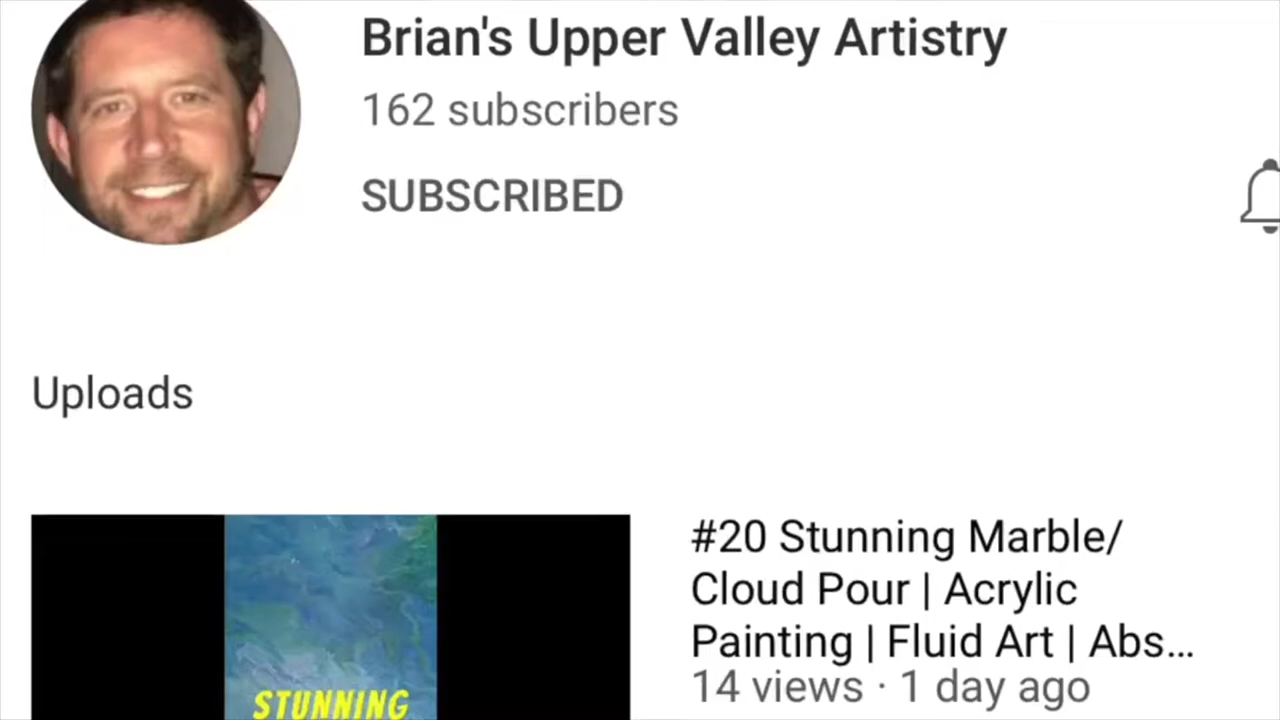 Brian's Upper Valley Artistry
162 subscribers
SUBSCRIBED
Uploads
#20 Stunning Marble/
Cloud Pour | Acrylic
Painting | Fluid Art | Abs...
14 views · 1 day ago
STUNNING